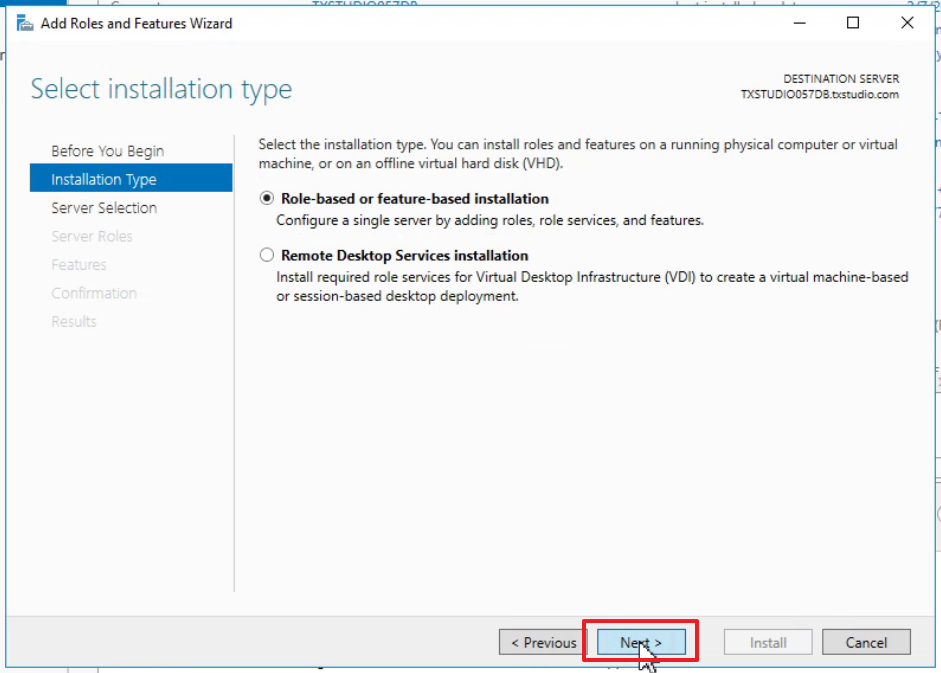 TXSTUDIO057DB
Add Roles and Features Wizard
Select installation type
DESTINATION SERVER
TXSTUDIO057DB.txstudio.com
Before You Begin
Installation Type
Server Selection
Server Roles
Features
Confirmation
Results
Select the installation type. You can install roles and features on a running physical computer or virtual
machine, or on an offline virtual hard disk (VHD).
Role-based or feature-based installation
Configure a single server by adding roles, role services, and features.
Remote Desktop Services installation
Install required role services for Virtual Desktop Infrastructure (VDI) to create a virtual machine-based
or session-based desktop deployment.
< Previous
Next >
Install
Cancel